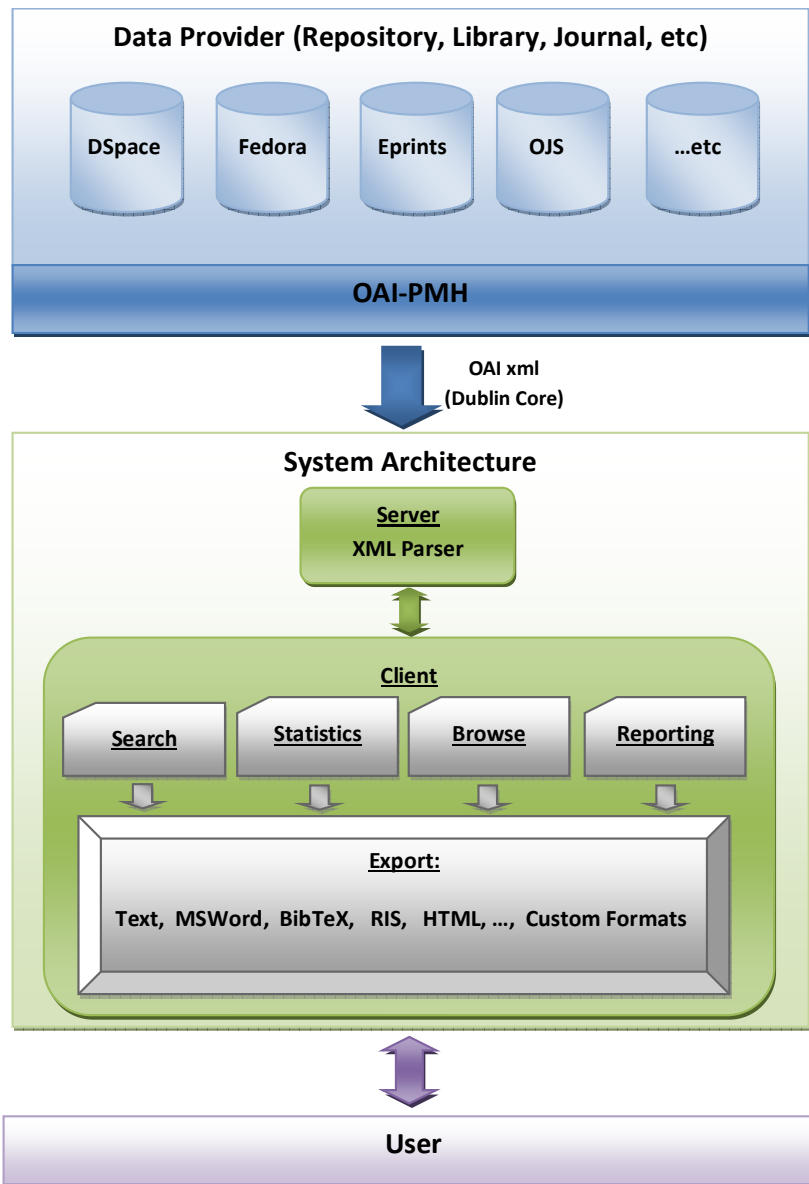 Data Provider (Repository, Library, Journal, etc)
DSpace
Fedora
Eprints
OJS
...etc
OAI-PMH
OAI xml
(Dublin Core)
System Architecture
Server
XML Parser
Client
Search
Statistics
Browse
Reporting
Export:
Text, MSWord, BibTeX, RIS, HTML, ..., Custom Formats
User